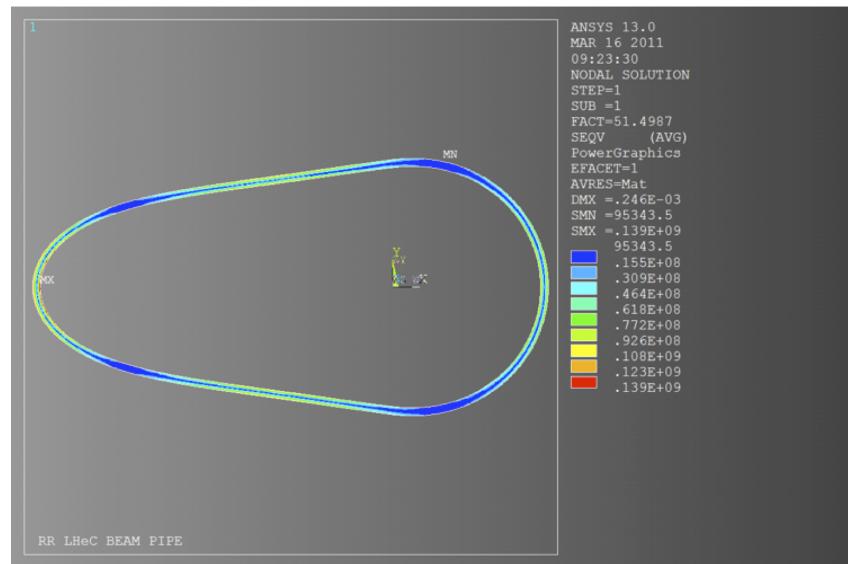 1
ANSYS 13.0
MAR 16 2011
09:23:30
NODAL SOLUTION
STEP=1
SUB =1
FACT=51.4987
SEQV (AVG)
PowerGraphics
EFACET=1
AVRES=Mat
DMX =.246E-03
SMN =95343.5
SMX =.139E+09
95343.5
.155E+08
.309E+08
.464E+08
.618E+08
.772E+08
.926E+08
.108E+09
.123E+09
.139E+09
MN
MX
Y
RR LHeC BEAM PIPE